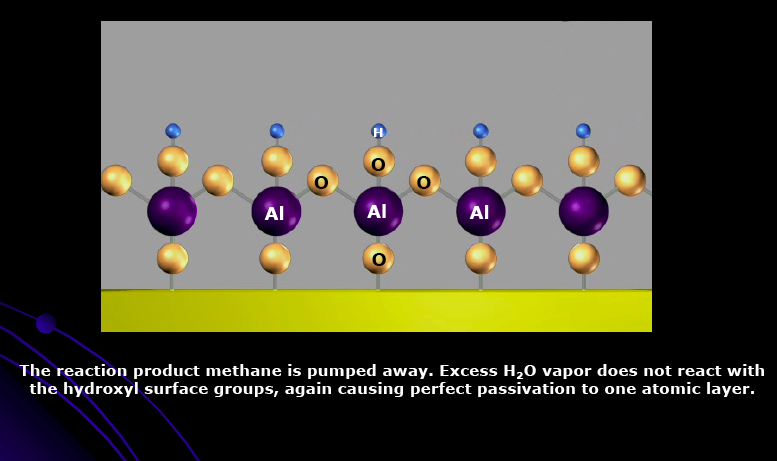 H
O
O O
Al Al Al
O
The reaction product methane is pumped away. Excess H₂O vapor does not react with
the hydroxyl surface groups, again causing perfect passivation to one atomic layer.